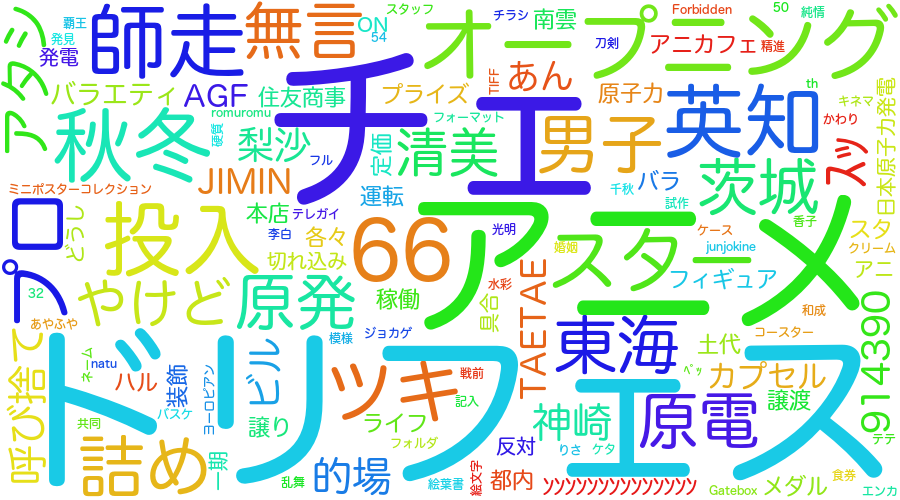 覇王
発見
発電
師走
無言
ON
54
スタッフ
チラシ
南雲
オープニング
Forbidden
50
純情
アタシ
バラエティ
AGF
住友商事
プライズ
TIFF
あん
刀剣
アニカフェ
精進
原子力
th
キネマ
romuromu
硬質
フォーマット
かわり
秋冬
梨沙
フル
チェ
定価
清美
男子
英知
日本原子力発電
ミニポスターコレクション
JIMIN
運転
千秋
バラ
試作
茨城
スッ
プロ
どうし
投入
本店
テレガイ
李白
各々
切れ込み
66
アニメ
光明
婚姻
スター
ケース
junjokine
香子
スタ
クリーム
アニ
フィギュア
32
あやふや
やけど
原発
稼働
具合
水彩
TAETAE
和成
コースター
914390
呼び捨て
ネーム
natu
ハル
装飾
ヨーロピアン
ビル
模様
ジョカゲ
ツッキ
戦前
東海
土代
ドリフェス
バスケ
共同
譲り
ライフ
記入
フォルダ
神崎
原電
ベッ
カプセル
譲渡
テテ
詰め
一期
乱舞
的場
絵葉書
絵文字
反対
都内
りさ
ケタ
ソソソソソソソソソソソソソ
Gatebox
メダル
食券
エンカ